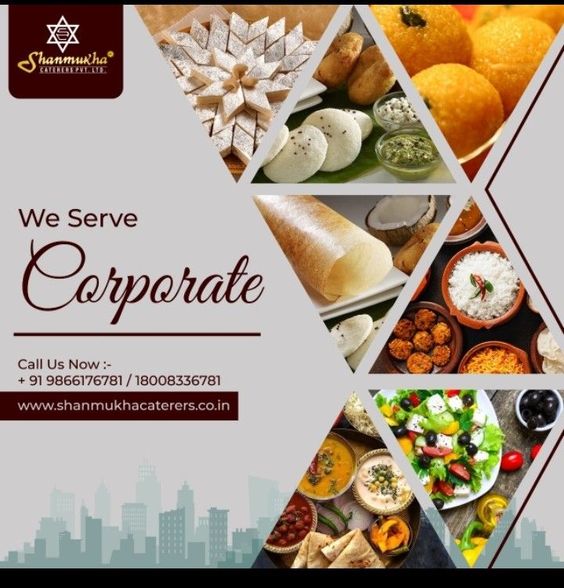 Shanmukha®
CATERERS PVT. LTD.
We Serve
Corporate
Call Us Now :-
+ 91 9866176781 / 18008336781
www.shanmukhacaterers.co.in